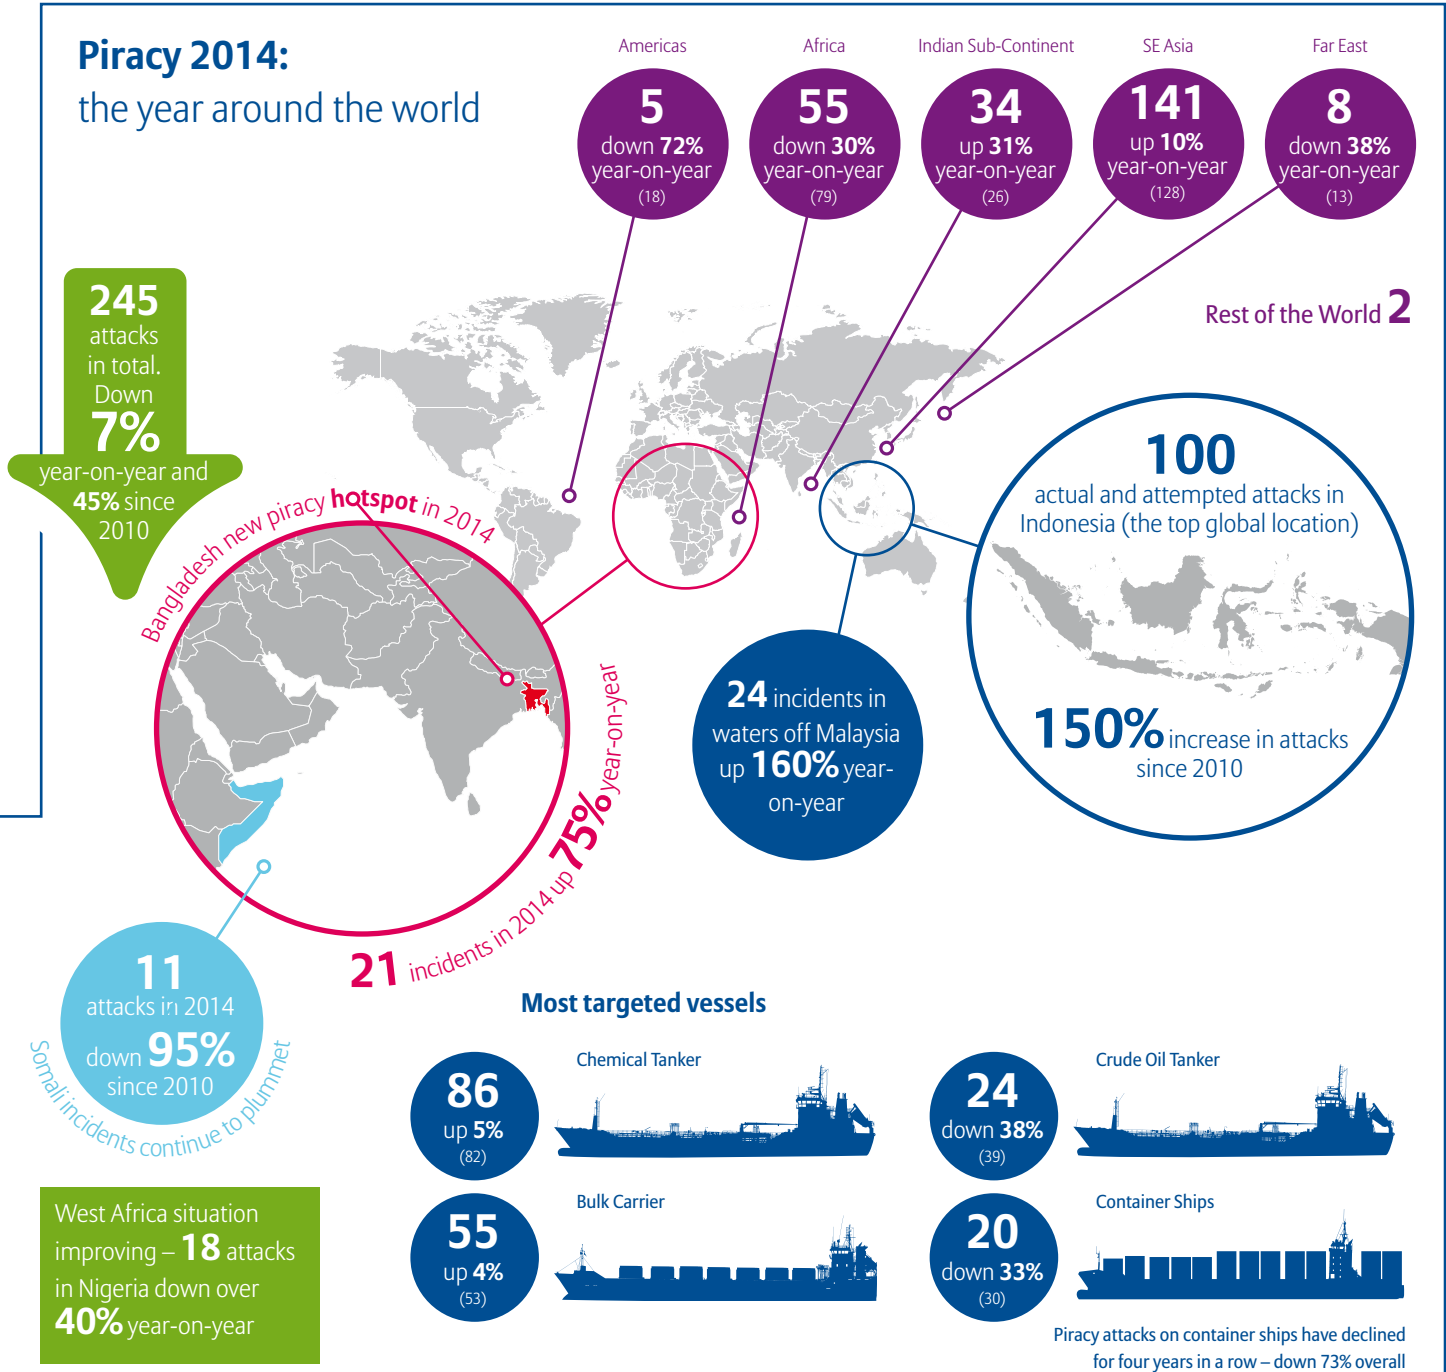 Piracy 2014:
the year around the world
Americas
5
down 72%
year-on-year
(18)
Africa
55
down 30%
year-on-year
(79)
Indian Sub-Continent
34
up 31%
year-on-year
(26)
SE Asia
141
up 10%
year-on-year
(128)
Far East
8
down 38%
year-on-year
(13)
Rest of the World 2
245
attacks
in total.
Down
7%
year-on-year and
45% since
2010
Bangladesh new piracy hotspot in 2014
21 incidents in 2014 up 75% year-on-year
100
actual and attempted attacks in
Indonesia (the top global location)
150% increase in attacks
since 2010
24 incidents in
waters off Malaysia
up 160% year-
on-year
11
attacks in 2014
down 95%
since 2010
Somali incidents continue to plummet
West Africa situation
improving – 18 attacks
in Nigeria down over
40% year-on-year
Most targeted vessels
Chemical Tanker
86
up 5%
(82)
Crude Oil Tanker
24
down 38%
(39)
Bulk Carrier
55
up 4%
(53)
Container Ships
20
down 33%
(30)
Piracy attacks on container ships have declined
for four years in a row – down 73% overall